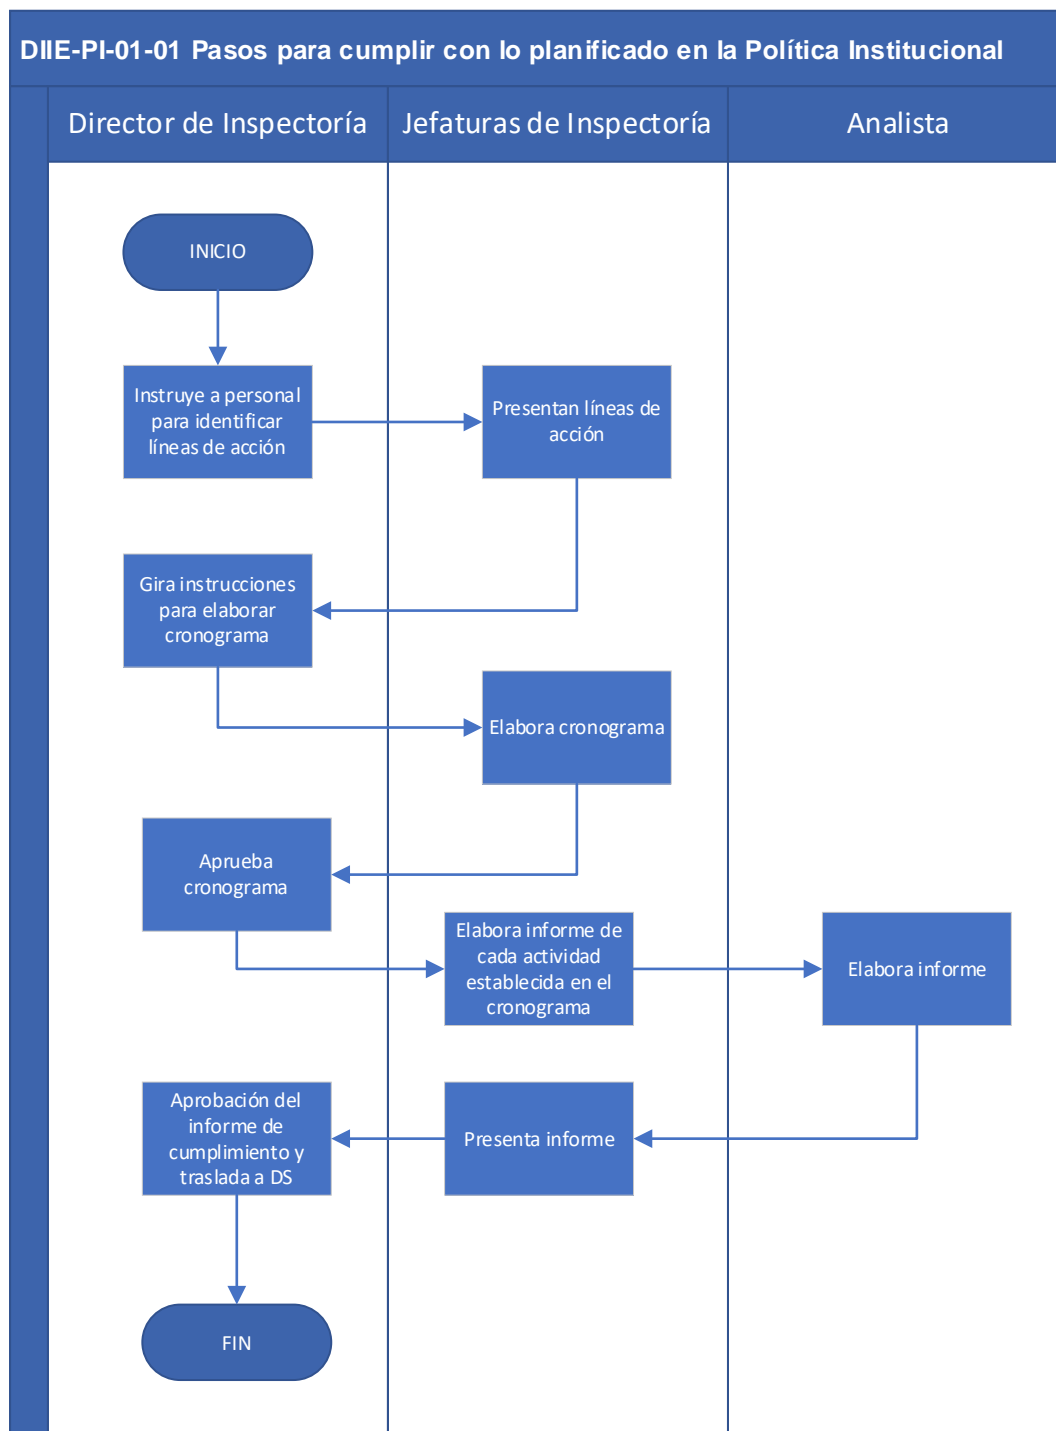 DIIE-PI-01-01 Pasos para cumplir con lo planificado en la Política Institucional
Director de Inspectoría
Jefaturas de Inspectoría
Analista
INICIO
Instruye a personal
para identificar
líneas de acción
Presentan líneas de
acción
Gira instrucciones
para elaborar
cronograma
Elabora cronograma
Aprueba
cronograma
Elabora informe de
cada actividad
establecida en el
cronograma
Elabora informe
Aprobación del
informe de
cumplimiento y
traslada a DS
Presenta informe
FIN